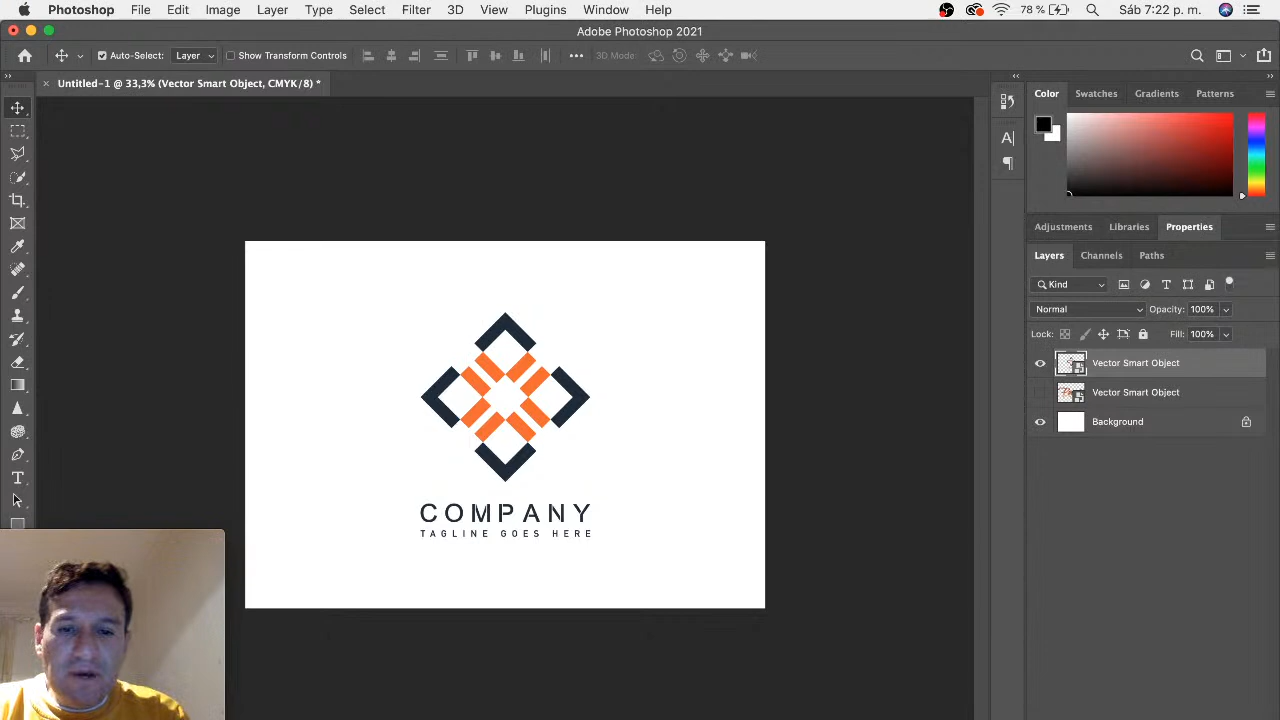 Photoshop File Edit Image Layer Type Select Filter 3D View Plugins Window Help 78 % Sáb 7:22 p. m.
Adobe Photoshop 2021
Auto-Select: Layer Show Transform Controls 3D Mode:
Untitled-1 @ 33,3% (Vector Smart Object, CMYK/8) *
Color Swatches Gradients Patterns
Adjustments Libraries Properties
Layers Channels Paths
Kind
Normal Opacity: 100%
Lock: Fill: 100%
Vector Smart Object
Vector Smart Object
Background
COMPANY
TAGLINE GOES HERE